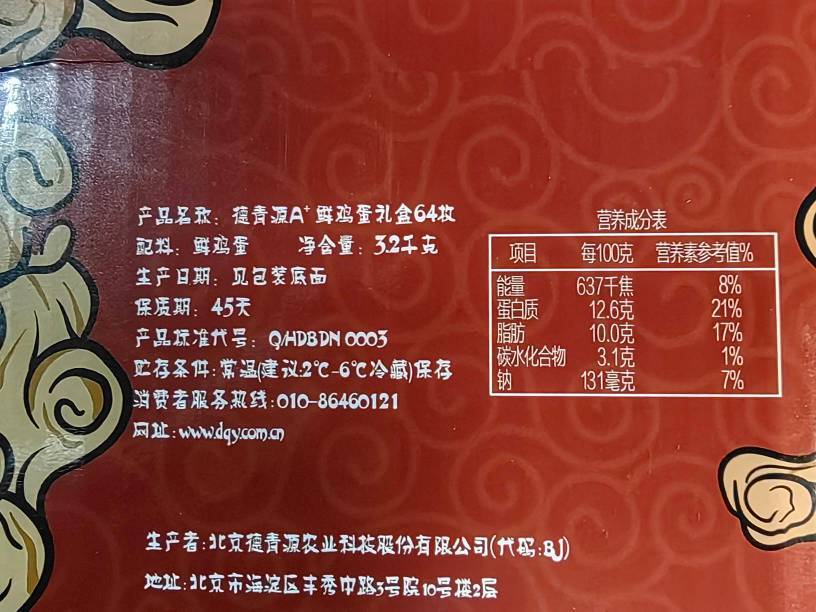 产品名称：德青源A⁺鲜鸡蛋礼盒64枚
配料：鲜鸡蛋 净含量：3.2千克
生产日期：见包装底面
保质期：45天
产品标准代号：Q/HDBDN 0003
贮存条件：常温(建议:2℃-6℃冷藏)保存
消费者服务热线:010-86460121
网址:www.dqy.com.cn
营养成分表
项目 每100克 营养素参考值%
能量 637千焦 8%
蛋白质 12.6克 21%
脂肪 10.0克 17%
碳水化合物 3.1克 1%
钠 131毫克 7%
生产者:北京德青源农业科技股份有限公司(代码:BJ)
地址:北京市海淀区丰秀中路3号院10号楼2层